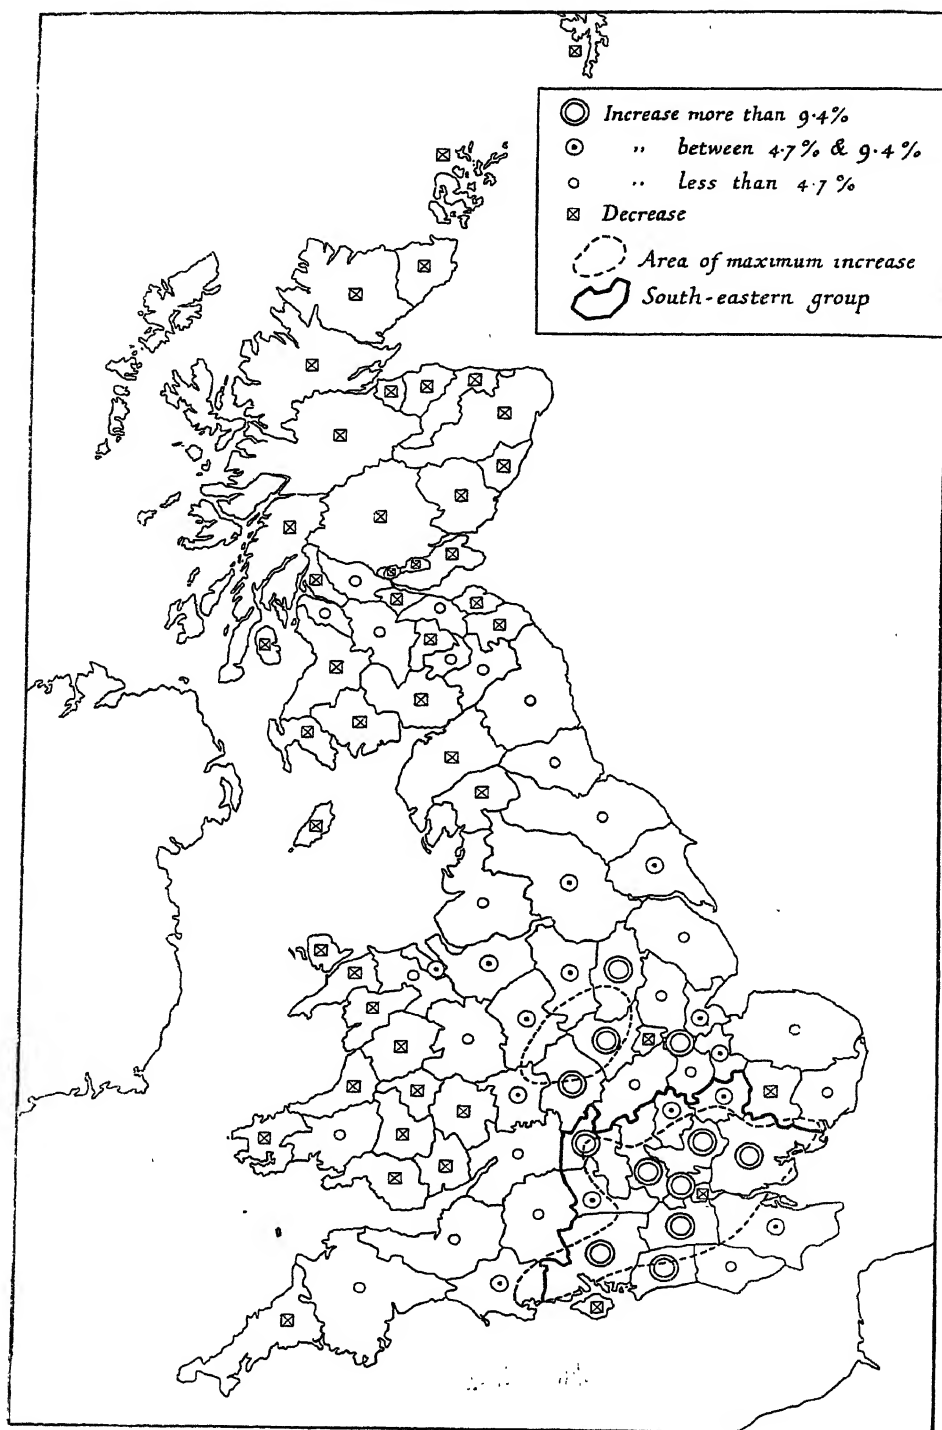 Increase more than 9·4%
„ between 4·7% & 9·4%
„ less than 4·7%
Decrease
Area of maximum increase
South-eastern group